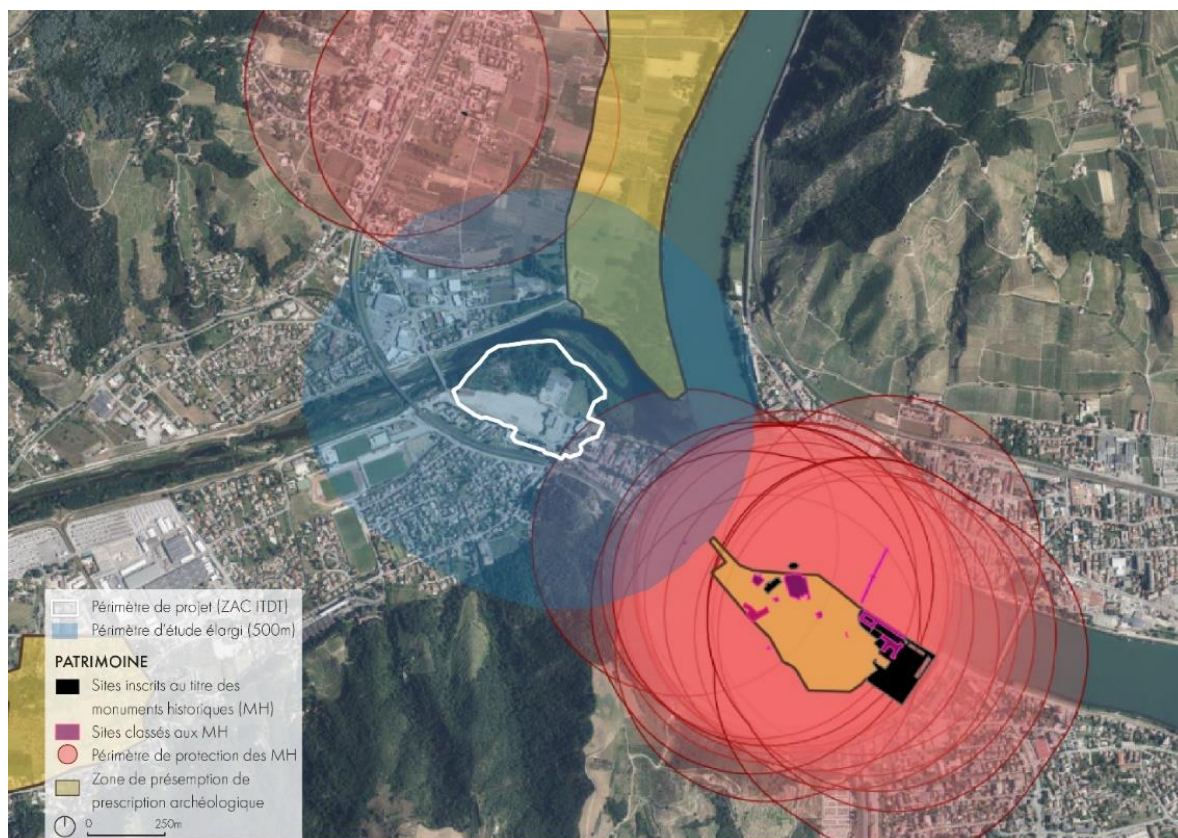 Périmètre de projet (ZAC ITDT)
Périmètre d'étude élargi (500m)
PATRIMOINE
Sites inscrits au titre des
monuments historiques (MH)
Sites classés aux MH
Périmètre de protection des MH
Zone de présemption de
prescription archéologique
0 250m